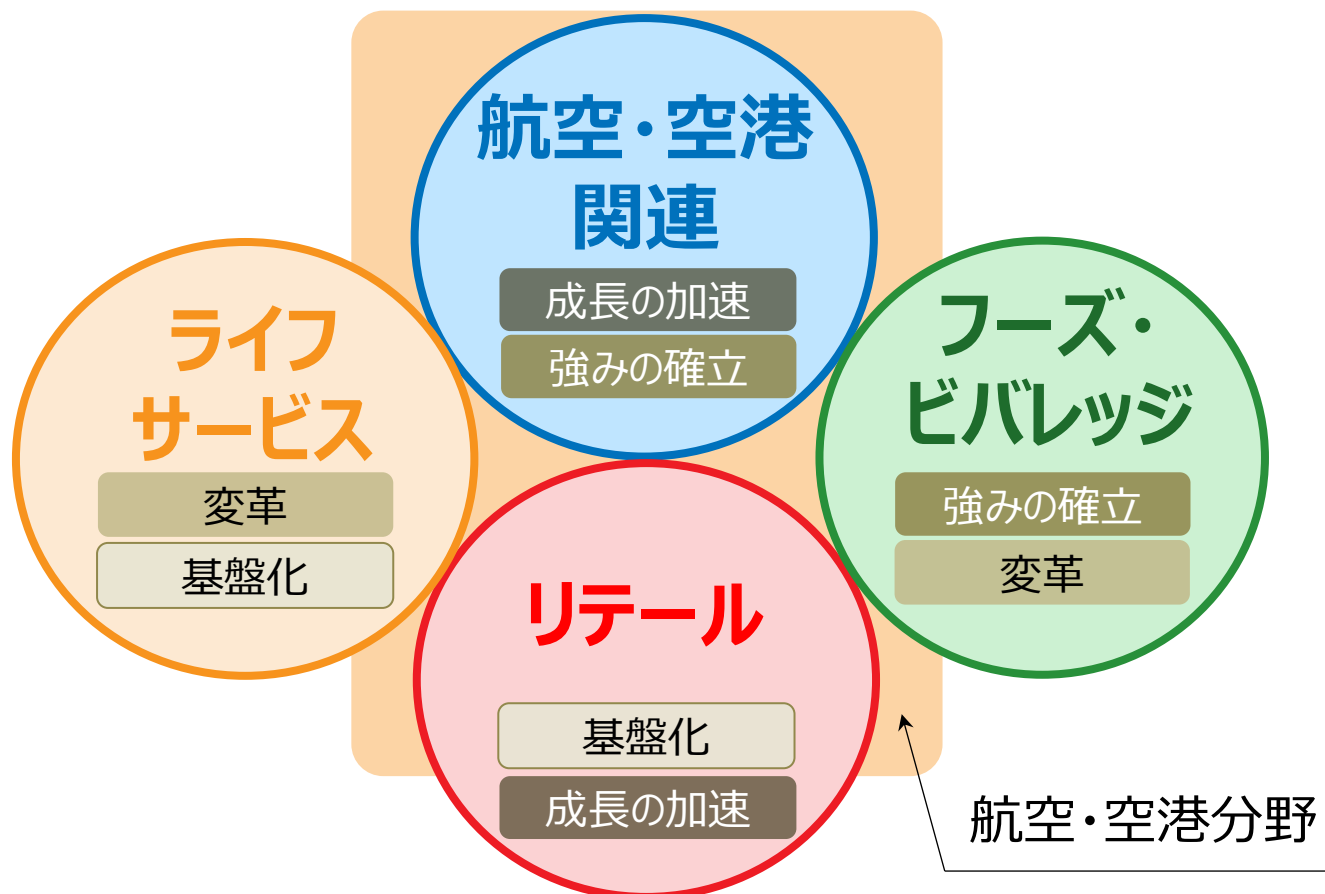 航空・空港
関連
成長の加速
強みの確立
ライフ
サービス
変革
基盤化
フーズ・
ビバレッジ
強みの確立
変革
リテール
基盤化
成長の加速
航空・空港分野